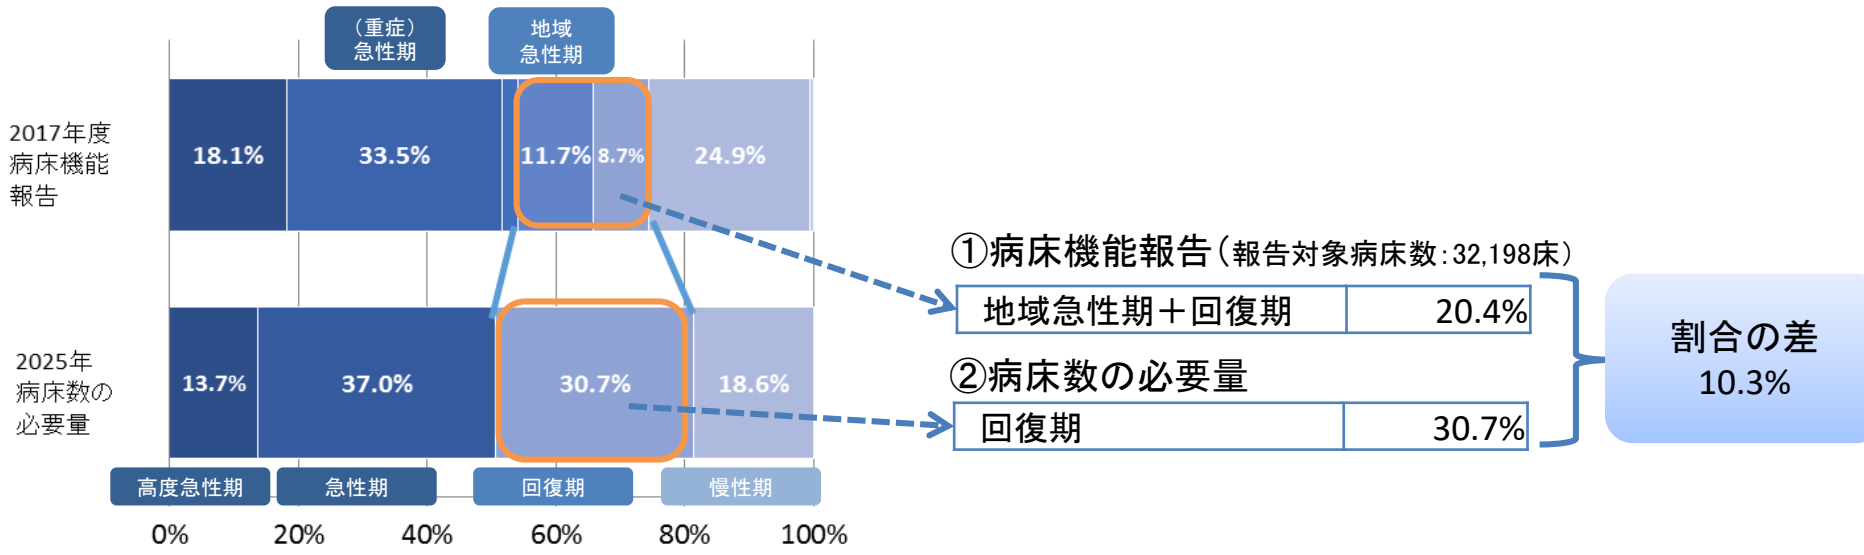 （重症）
急性期
地域
急性期
2017年度
病床機能
報告
18.1%
33.5%
11.7%
8.7%
24.9%
2025年
病床数の
必要量
13.7%
37.0%
30.7%
18.6%
高度急性期
急性期
回復期
慢性期
0%
20%
40%
60%
80%
100%
①病床機能報告（報告対象病床数：32,198床）
地域急性期＋回復期 20.4%
②病床数の必要量
回復期 30.7%
割合の差
10.3%